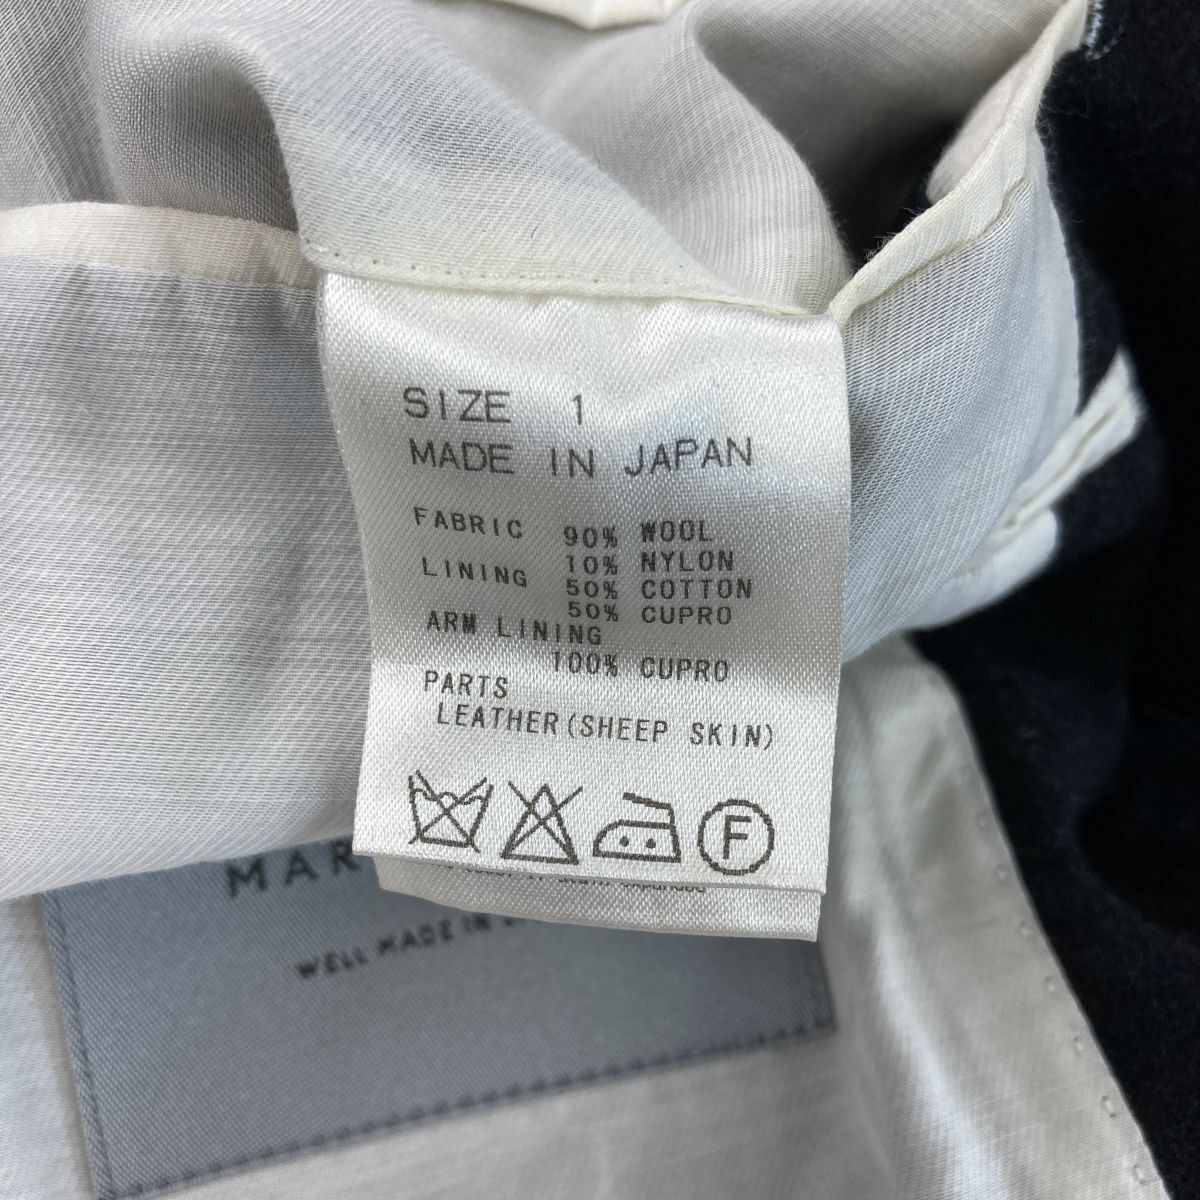 SIZE 1
MADE IN JAPAN
FABRIC 90% WOOL
10% NYLON
LINING 50% COTTON
50% CUPRO
ARM LINING
100% CUPRO
PARTS
LEATHER(SHEEP SKIN)
F
MAR
WELL MADE IN